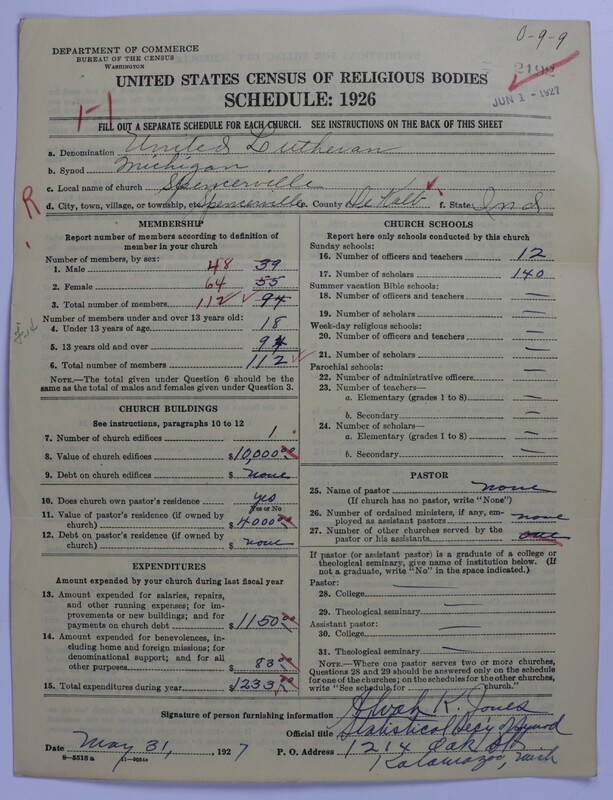 0-9-9
DEPARTMENT OF COMMERCE
BUREAU OF THE CENSUS
WASHINGTON
JUN 1 - 1927
UNITED STATES CENSUS OF RELIGIOUS BODIES
SCHEDULE: 1926
1-1
FILL OUT A SEPARATE SCHEDULE FOR EACH CHURCH. SEE INSTRUCTIONS ON THE BACK OF THIS SHEET
a. Denomination United Lutheran
b. Synod Michigan
c. Local name of church Spencerville
R
d. City, town, village, or township, etc. Spencerville e. County De Kalb f. State Ind
MEMBERSHIP
Report number of members according to definition of member in your church
Number of members, by sex:
1. Male 48 39
2. Female 64 55
3. Total number of members 112 94
Number of members under and over 13 years old:
4. Under 13 years of age 18
5. 13 years old and over 94
6. Total number of members 112
NOTE.—The total given under Question 6 should be the same as the total of males and females given under Question 3.
CHURCH BUILDINGS
See instructions, paragraphs 10 to 12
7. Number of church edifices 1
8. Value of church edifices $10,000.00
9. Debt on church edifices $ none
10. Does church own pastor's residence yes
Yes or No
11. Value of pastor's residence (if owned by church) $4000.00
12. Debt on pastor's residence (if owned by church) $ none
EXPENDITURES
Amount expended by your church during last fiscal year
13. Amount expended for salaries, repairs, and other running expenses; for improvements or new buildings; and for payments on church debt $1150.00
14. Amount expended for benevolences, including home and foreign missions; for denominational support; and for all other purposes $83.00
15. Total expenditures during year $1233.00
CHURCH SCHOOLS
Report here only schools conducted by this church
Sunday schools:
16. Number of officers and teachers 12
17. Number of scholars 140
Summer vacation Bible schools:
18. Number of officers and teachers —
19. Number of scholars —
Week-day religious schools:
20. Number of officers and teachers —
21. Number of scholars —
Parochial schools:
22. Number of administrative officers —
23. Number of teachers—
a. Elementary (grades 1 to 8) —
b. Secondary —
24. Number of scholars—
a. Elementary (grades 1 to 8) —
b. Secondary —
PASTOR
25. Name of pastor none
(If church has no pastor, write "None")
26. Number of ordained ministers, if any, employed as assistant pastors none
27. Number of other churches served by the pastor or his assistants one
If pastor (or assistant pastor) is a graduate of a college or theological seminary, give name of institution below. (If not a graduate, write "No" in the space indicated.)
Pastor:
28. College —
29. Theological seminary —
Assistant pastor:
30. College —
31. Theological seminary —
NOTE.—Where one pastor serves two or more churches, Questions 28 and 29 should be answered only on the schedule for one of the churches; on the schedules for the other churches, write "See schedule for church."
Signature of person furnishing information Alvah K. Jones
Official title Statistical Secy of Synod
Date May 31, 1927 P. O. Address 1214 Oak St.
Kalamazoo, Mich
8-5518 a